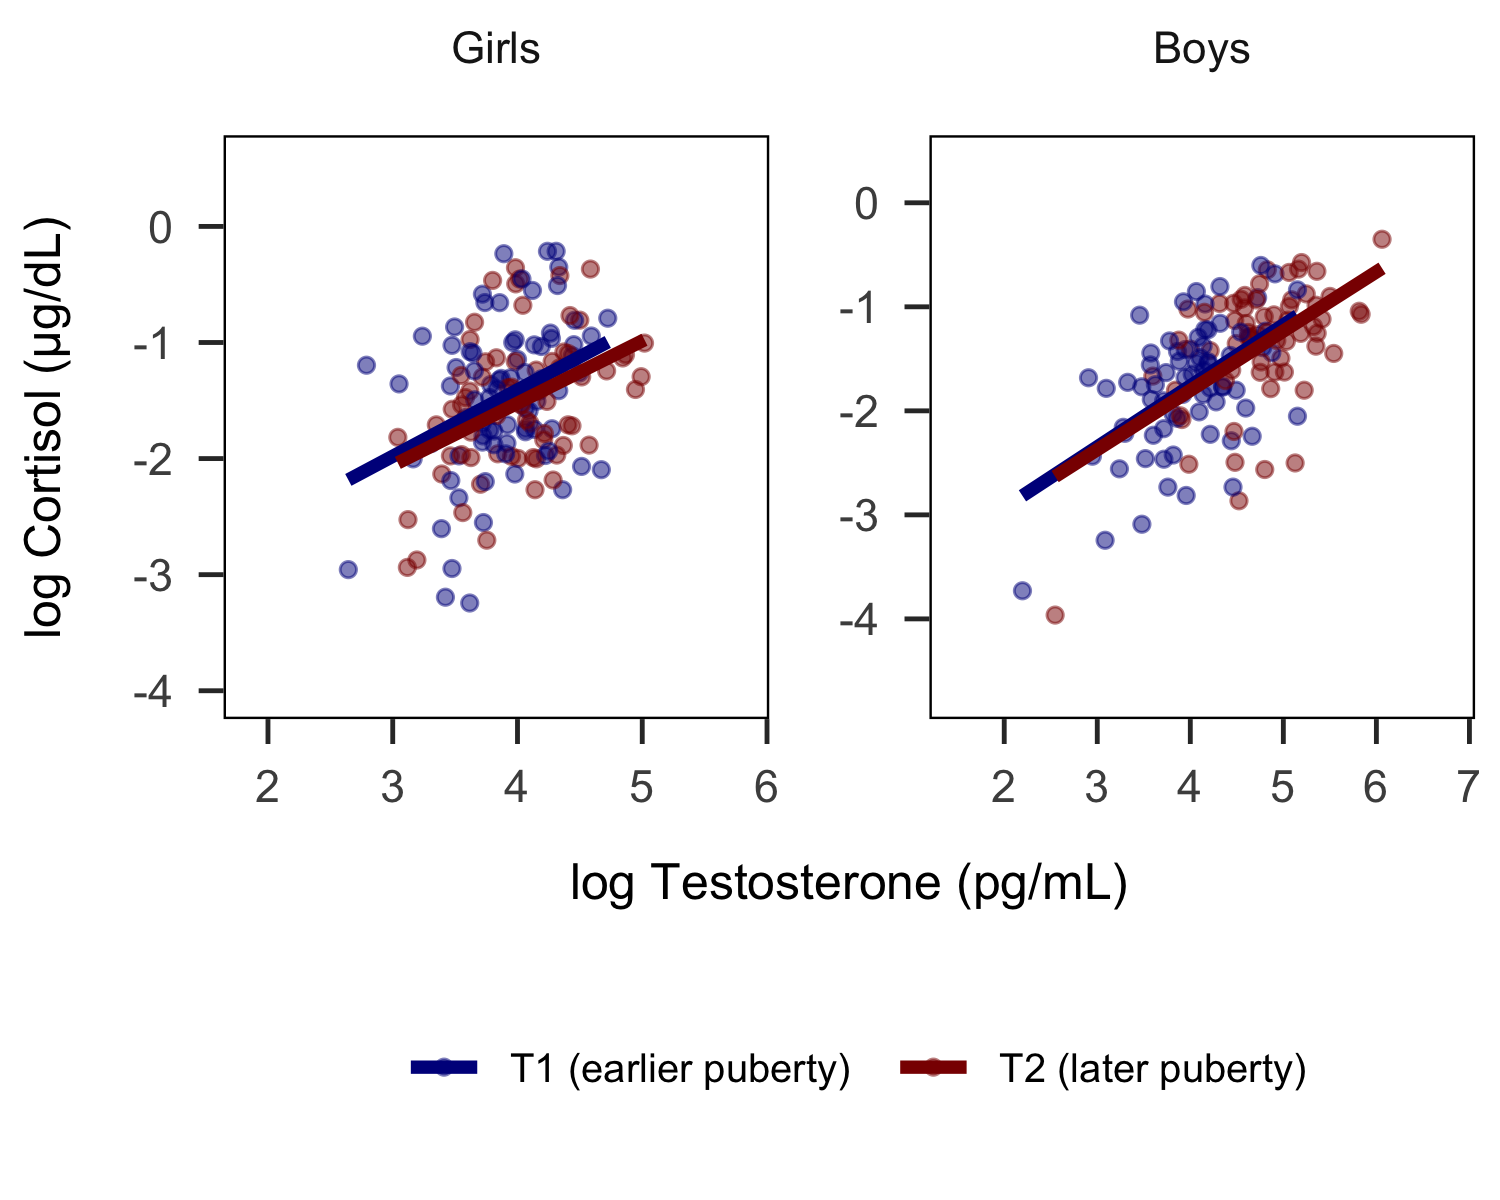 Girls
Boys
log Cortisol (µg/dL)
0
-1
-2
-3
-4
0
-1
-2
-3
-4
2 3 4 5 6
2 3 4 5 6 7
log Testosterone (pg/mL)
T1 (earlier puberty)
T2 (later puberty)